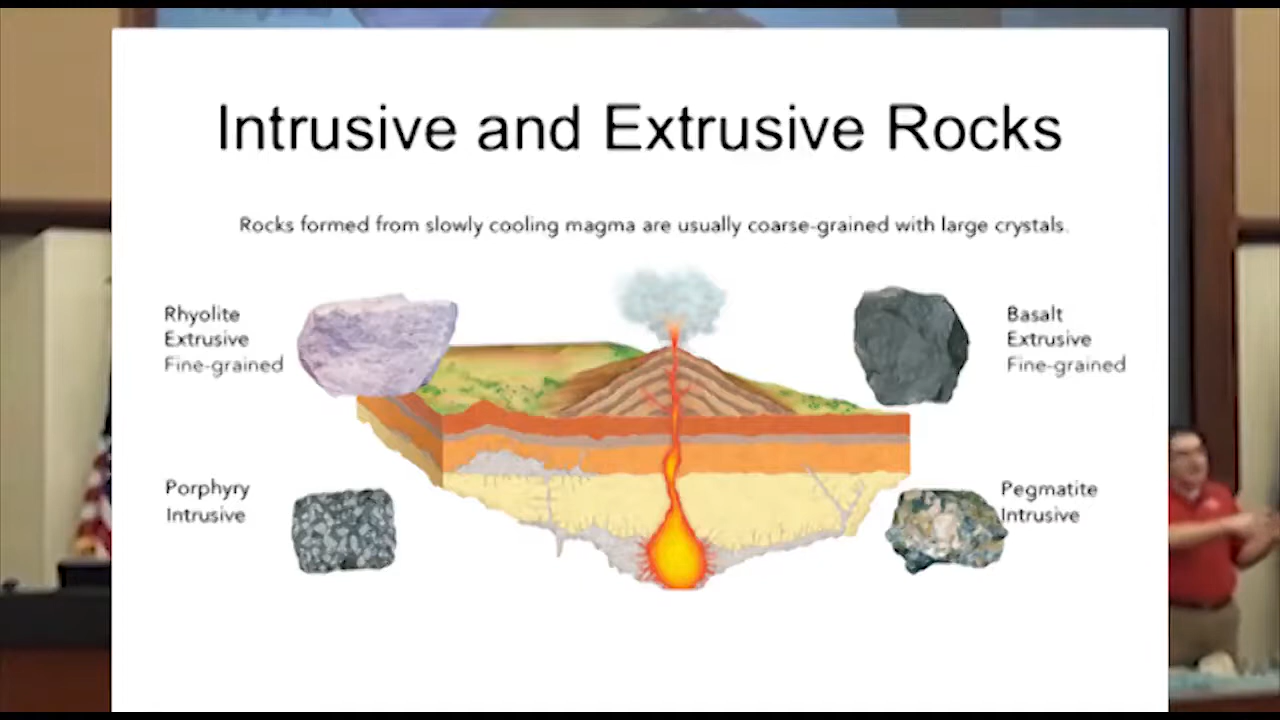 Intrusive and Extrusive Rocks
Rocks formed from slowly cooling magma are usually coarse-grained with large crystals.
Rhyolite
Extrusive
Fine-grained
Basalt
Extrusive
Fine-grained
Porphyry
Intrusive
Pegmatite
Intrusive